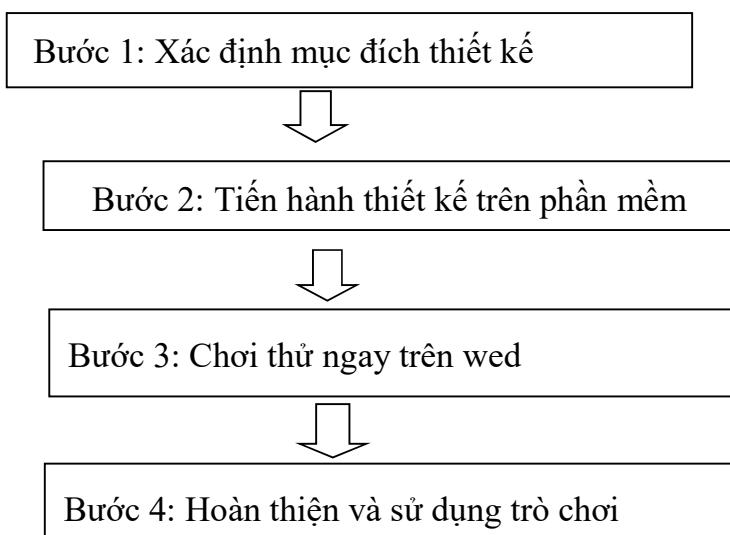 Bước 1: Xác định mục đích thiết kế
Bước 2: Tiến hành thiết kế trên phần mềm
Bước 3: Chơi thử ngay trên wed
Bước 4: Hoàn thiện và sử dụng trò chơi